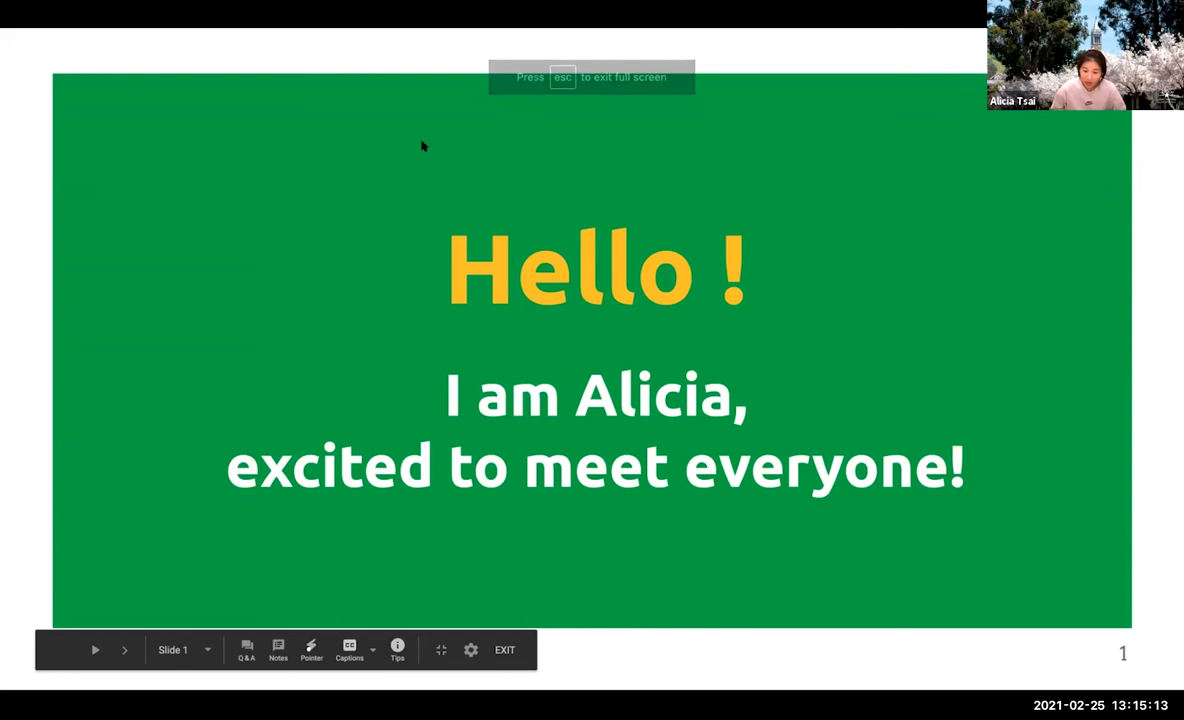 Press esc to exit full screen
Alicia Tsai
Hello !
I am Alicia,
excited to meet everyone!
Slide 1
Q & A
Notes
Pointer
CC
Captions
Tips
EXIT
1
2021-02-25 13:15:13